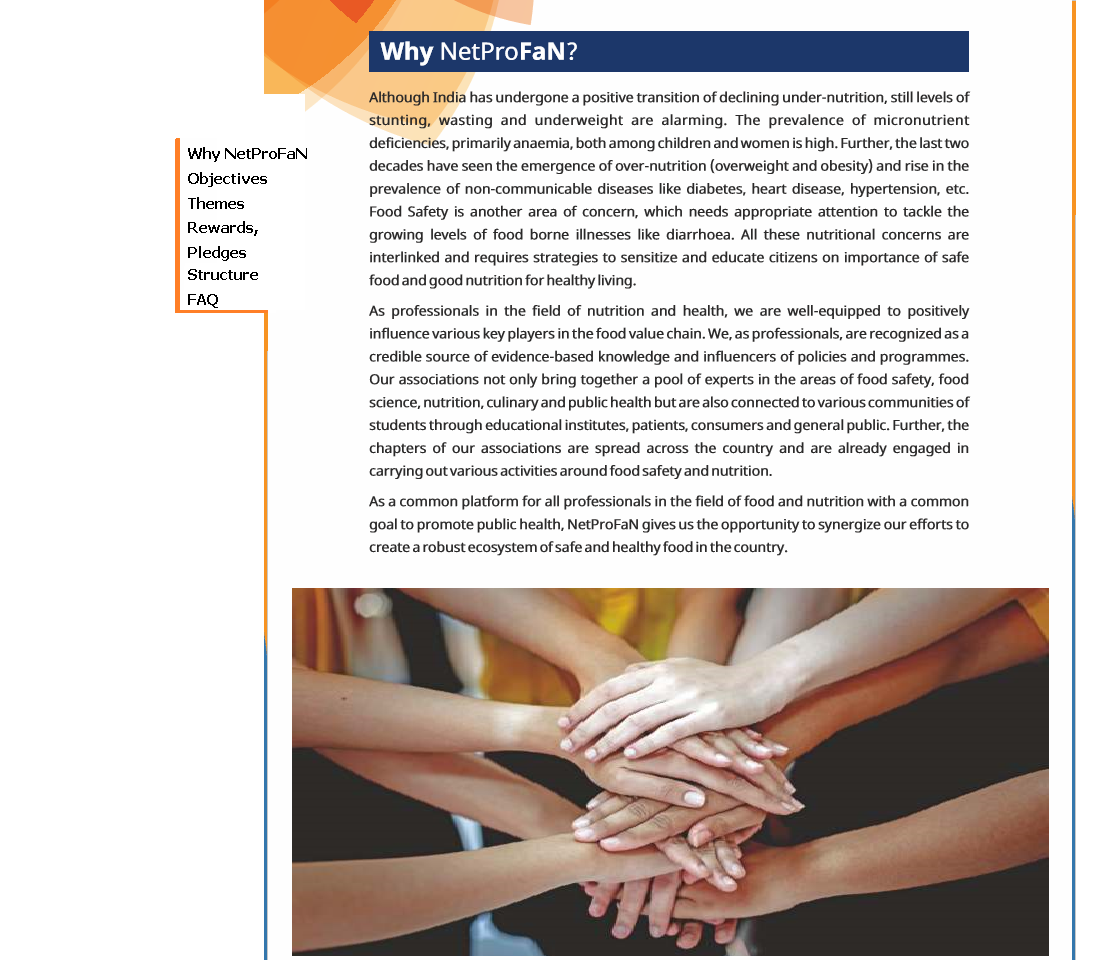 Why NetProFaN?
Although India has undergone a positive transition of declining under-nutrition, still levels of
stunting, wasting and underweight are alarming. The prevalence of micronutrient
deficiencies, primarily anaemia, both among children and women is high. Further, the last two
decades have seen the emergence of over-nutrition (overweight and obesity) and rise in the
prevalence of non-communicable diseases like diabetes, heart disease, hypertension, etc.
Food Safety is another area of concern, which needs appropriate attention to tackle the
growing levels of food borne illnesses like diarrhoea. All these nutritional concerns are
interlinked and requires strategies to sensitize and educate citizens on importance of safe
food and good nutrition for healthy living.
As professionals in the field of nutrition and health, we are well-equipped to positively
influence various key players in the food value chain. We, as professionals, are recognized as a
credible source of evidence-based knowledge and influencers of policies and programmes.
Our associations not only bring together a pool of experts in the areas of food safety, food
science, nutrition, culinary and public health but are also connected to various communities of
students through educational institutes, patients, consumers and general public. Further, the
chapters of our associations are spread across the country and are already engaged in
carrying out various activities around food safety and nutrition.
As a common platform for all professionals in the field of food and nutrition with a common
goal to promote public health, NetProFaN gives us the opportunity to synergize our efforts to
create a robust ecosystem of safe and healthy food in the country.
Why NetProFaN
Objectives
Themes
Rewards,
Pledges
Structure
FAQ